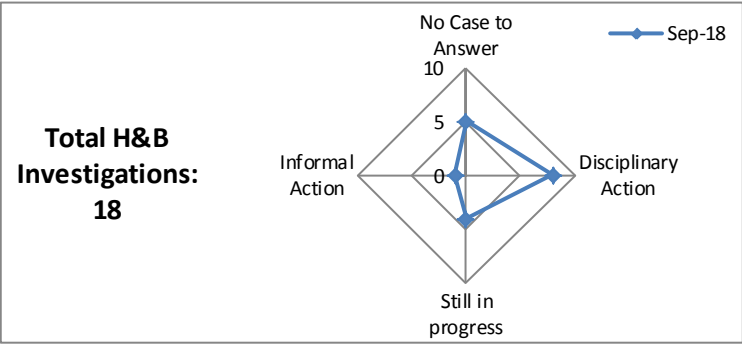 Total H&B
Investigations:
18
No Case to
Answer
Sep-18
10
5
0
Informal
Action
Disciplinary
Action
Still in
progress